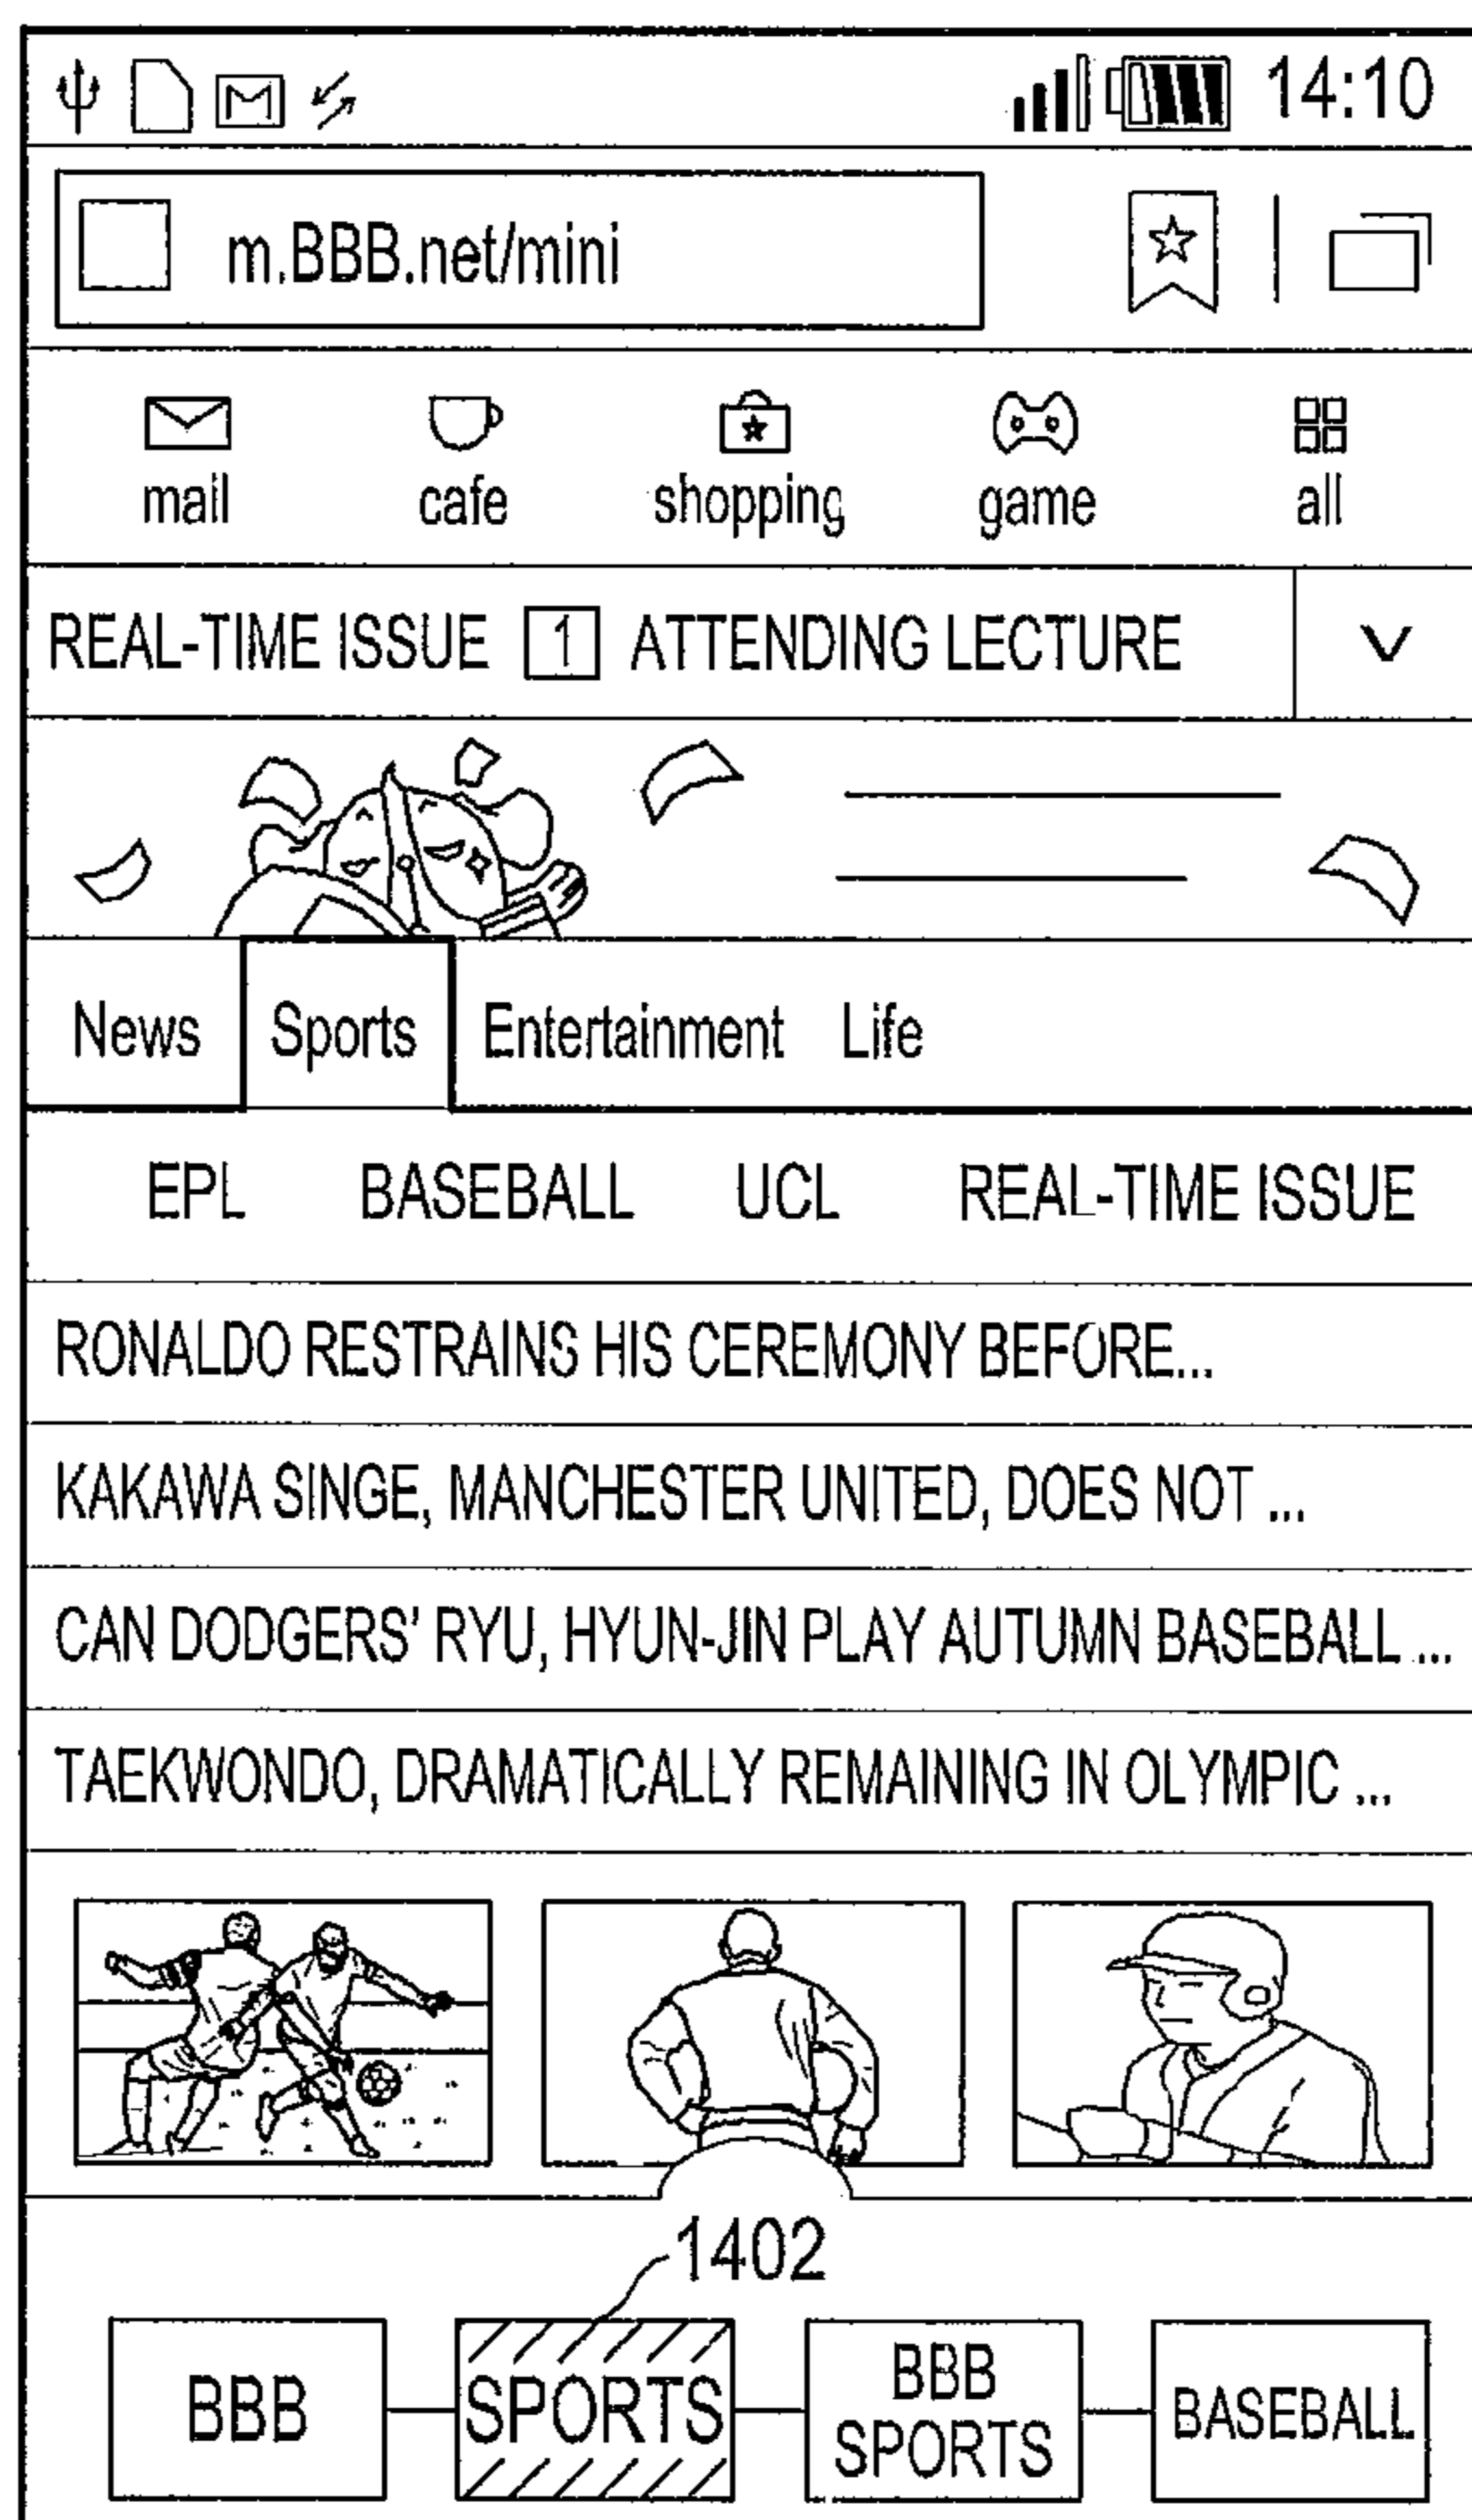 14:10
m.BBB.net/mini
mail cafe shopping game all
REAL-TIME ISSUE 1 ATTENDING LECTURE
News Sports Entertainment Life
EPL BASEBALL UCL REAL-TIME ISSUE
RONALDO RESTRAINS HIS CEREMONY BEFORE...
KAKAWA SINGE, MANCHESTER UNITED, DOES NOT ...
CAN DODGERS' RYU, HYUN-JIN PLAY AUTUMN BASEBALL ...
TAEKWONDO, DRAMATICALLY REMAINING IN OLYMPIC ...
1402
BBB
SPORTS
BBB
SPORTS
BASEBALL